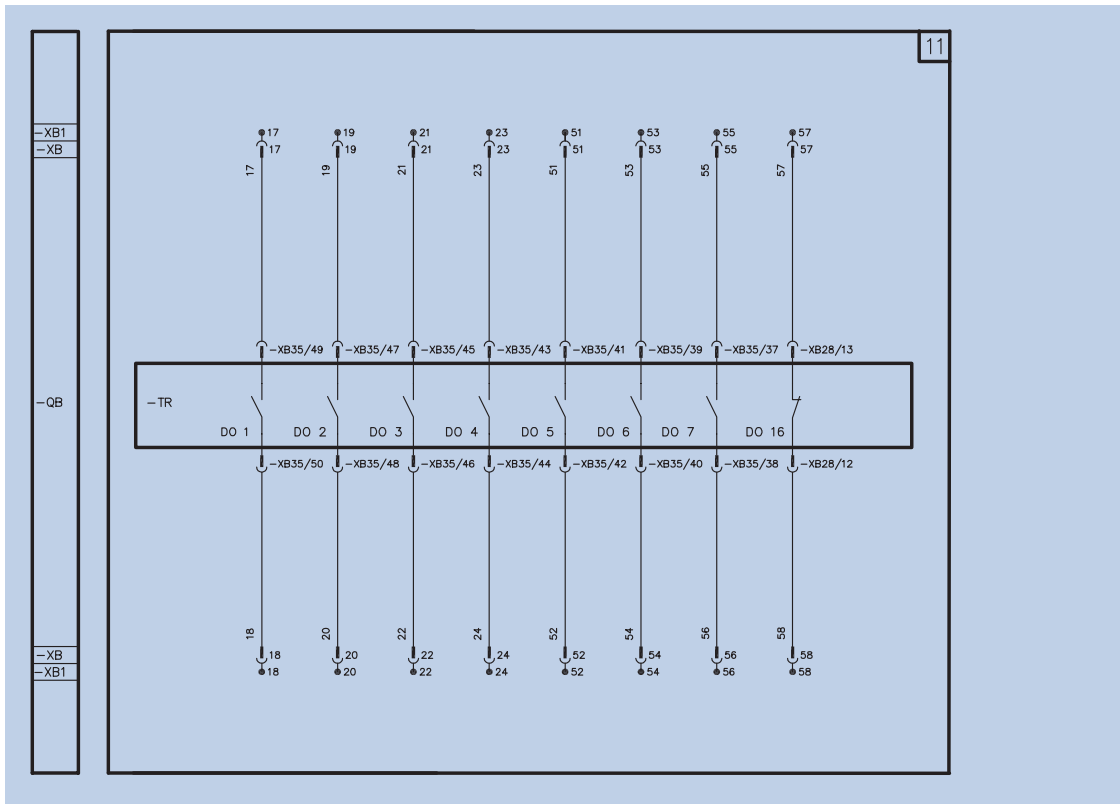 11
-XB1 17 19 21 23 51 53 55 57
-XB 17 19 21 23 51 53 55 57
17 19 21 23 51 53 55 57
-XB35/49 -XB35/47 -XB35/45 -XB35/43 -XB35/41 -XB35/39 -XB35/37 -XB28/13
-QB -TR
DO 1 DO 2 DO 3 DO 4 DO 5 DO 6 DO 7 DO 16
-XB35/50 -XB35/48 -XB35/46 -XB35/44 -XB35/42 -XB35/40 -XB35/38 -XB28/12
18 20 22 24 52 54 56 58
-XB 18 20 22 24 52 54 56 58
-XB1 18 20 22 24 52 54 56 58